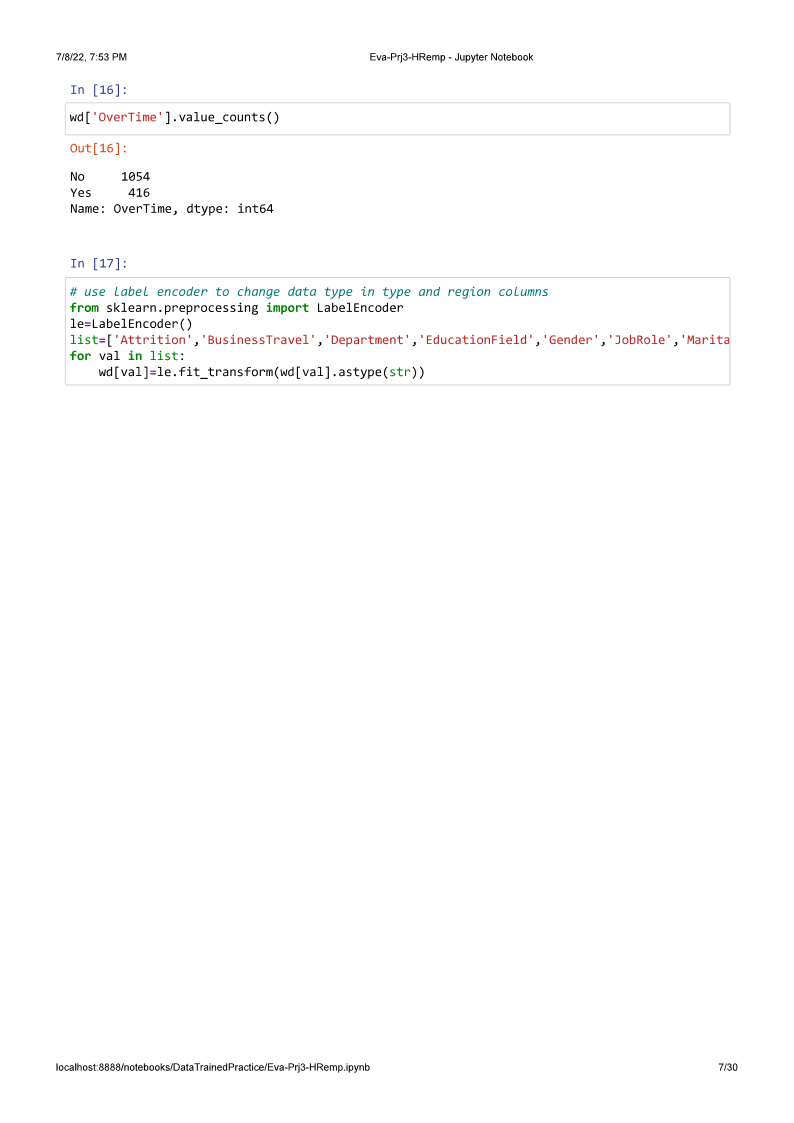 7/8/22, 7:53 PM Eva-Prj3-HRemp - Jupyter Notebook
In [16]:
wd['OverTime'].value_counts()
Out[16]:
No     1054
Yes     416
Name: OverTime, dtype: int64
In [17]:
# use label encoder to change data type in type and region columns
from sklearn.preprocessing import LabelEncoder
le=LabelEncoder()
list=['Attrition','BusinessTravel','Department','EducationField','Gender','JobRole','Marita
for val in list:
    wd[val]=le.fit_transform(wd[val].astype(str))
localhost:8888/notebooks/DataTrainedPractice/Eva-Prj3-HRemp.ipynb 7/30